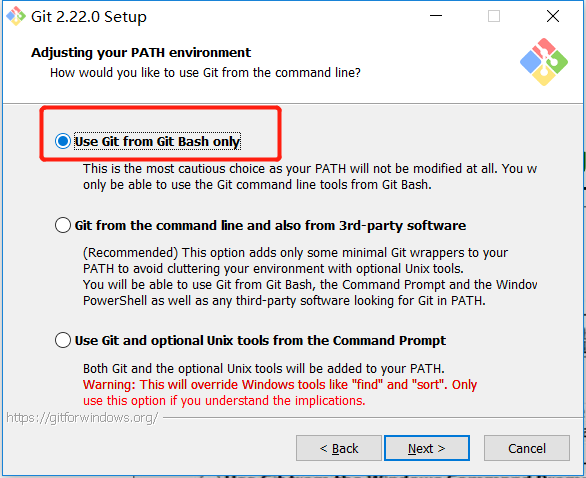 Git 2.22.0 Setup
Adjusting your PATH environment
How would you like to use Git from the command line?
Use Git from Git Bash only
This is the most cautious choice as your PATH will not be modified at all. You w
only be able to use the Git command line tools from Git Bash.
Git from the command line and also from 3rd-party software
(Recommended) This option adds only some minimal Git wrappers to your
PATH to avoid cluttering your environment with optional Unix tools.
You will be able to use Git from Git Bash, the Command Prompt and the Window
PowerShell as well as any third-party software looking for Git in PATH.
Use Git and optional Unix tools from the Command Prompt
Both Git and the optional Unix tools will be added to your PATH.
Warning: This will override Windows tools like "find" and "sort". Only
use this option if you understand the implications.
https://gitforwindows.org/
< Back
Next >
Cancel